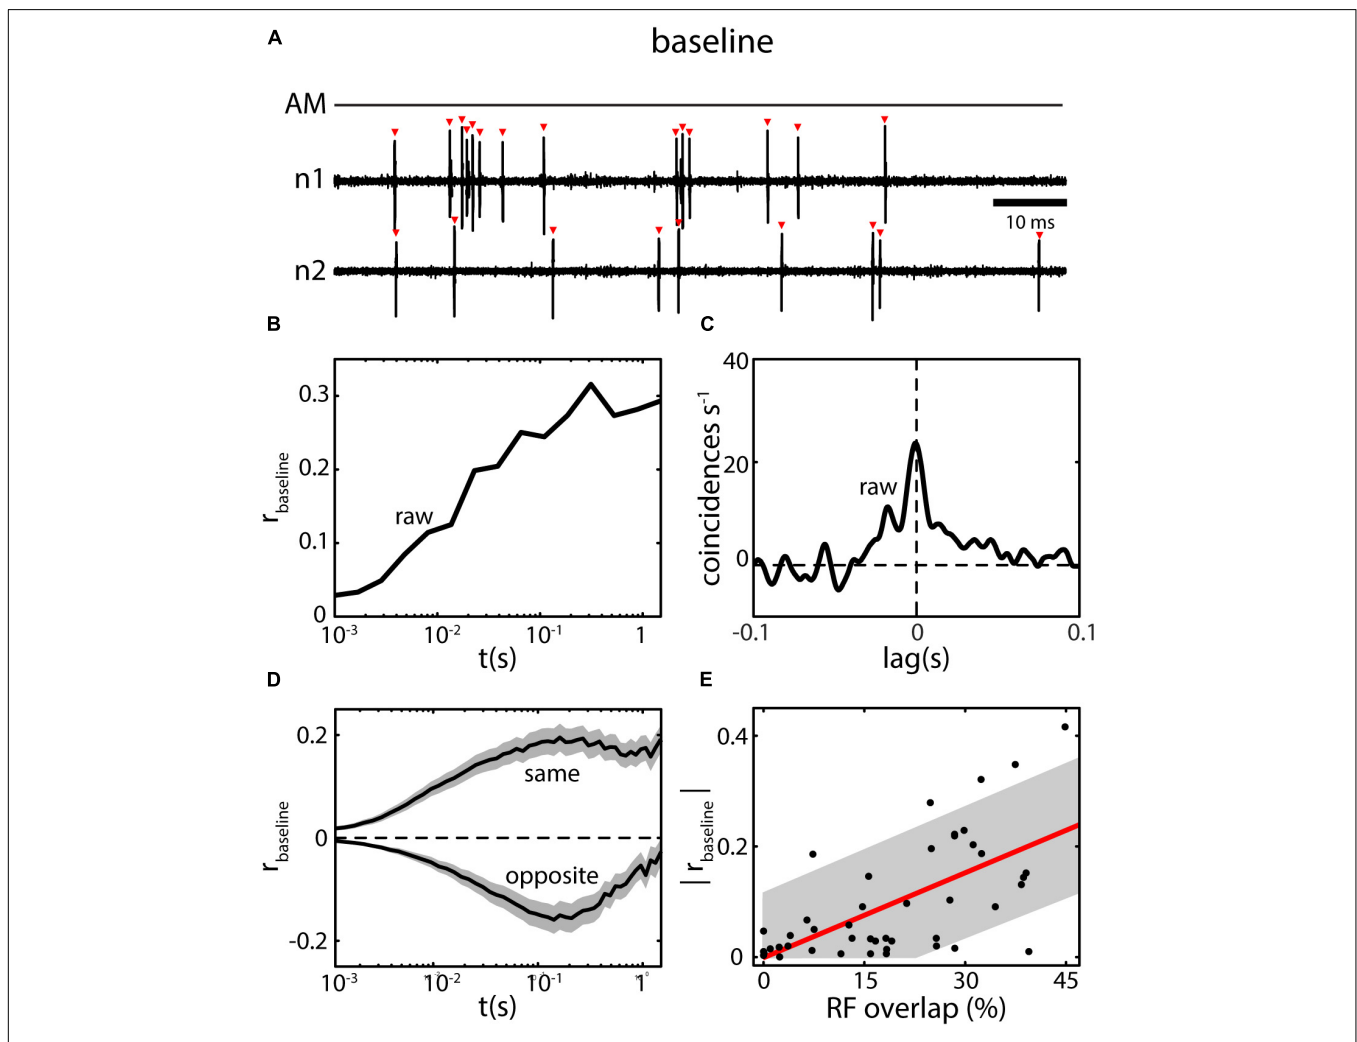 A
baseline
AM
n1
10 ms
n2
B
0.3
0.2
0.1
0
r baseline
raw
10-3 10-2 10-1 1
t(s)
C
40
20
0
coincidences s-1
raw
-0.1 0 0.1
lag(s)
D
0.2
0
-0.2
r baseline
same
opposite
10-3 10-2 10-1 1
t(s)
E
0.4
0.2
0
| r baseline |
0 15 30 45
RF overlap (%)